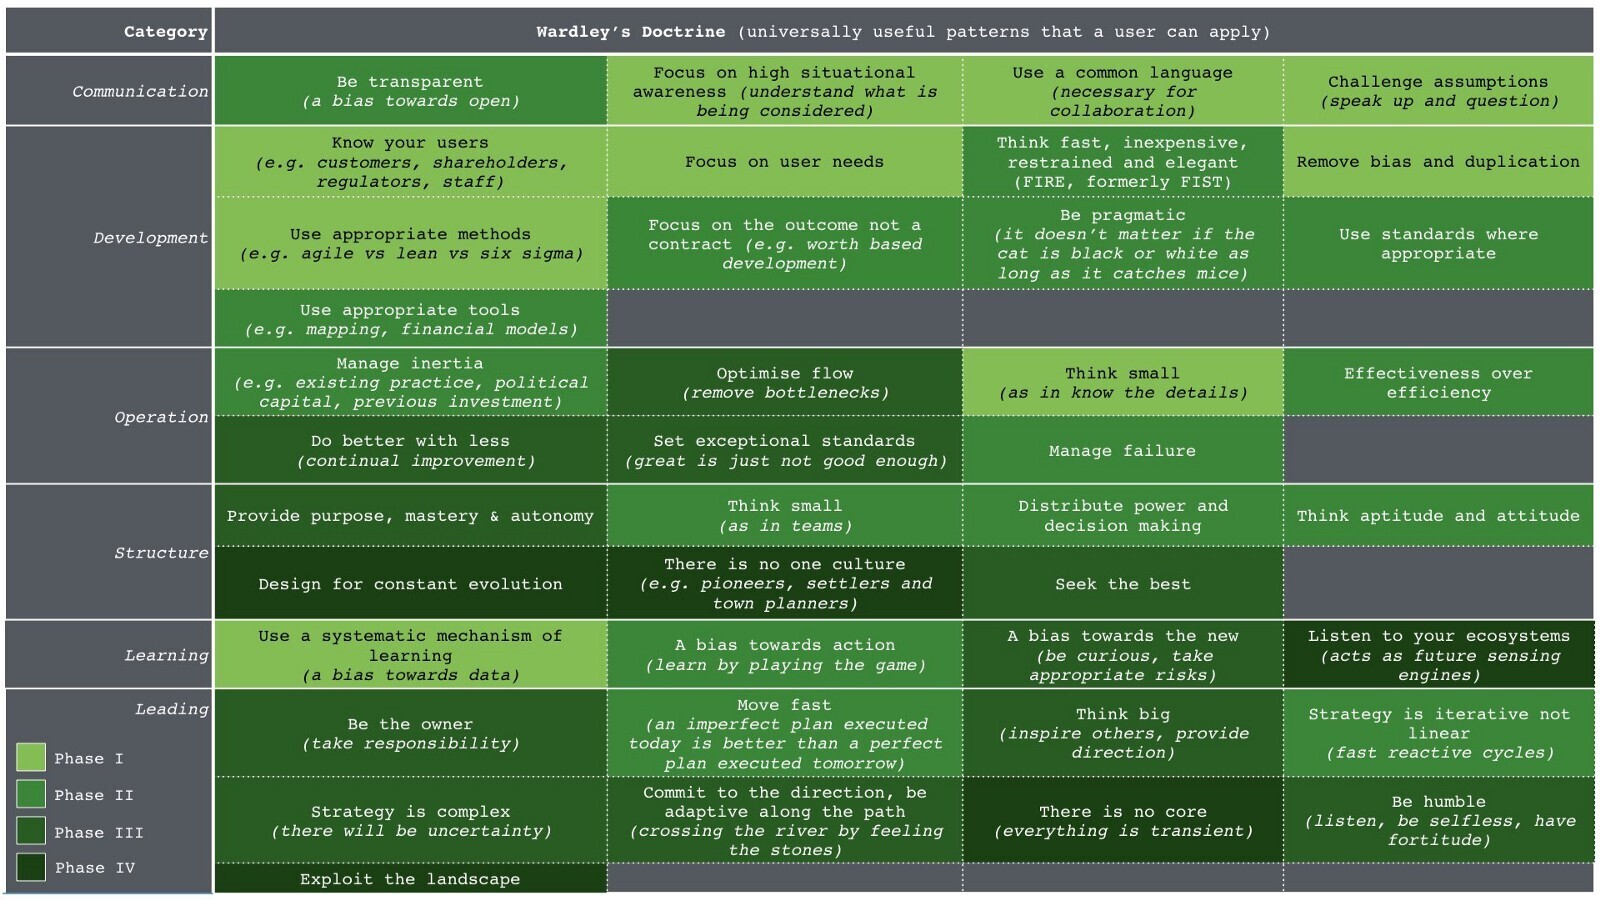 Category
Wardley’s Doctrine (universally useful patterns that a user can apply)
Communication
Be transparent
(a bias towards open)
Focus on high situational
awareness (understand what is
being considered)
Use a common language
(necessary for
collaboration)
Challenge assumptions
(speak up and question)
Development
Know your users
(e.g. customers, shareholders,
regulators, staff)
Focus on user needs
Think fast, inexpensive,
restrained and elegant
(FIRE, formerly FIST)
Remove bias and duplication
Use appropriate methods
(e.g. agile vs lean vs six sigma)
Focus on the outcome not a
contract (e.g. worth based
development)
Be pragmatic
(it doesn’t matter if the
cat is black or white as
long as it catches mice)
Use standards where
appropriate
Use appropriate tools
(e.g. mapping, financial models)
Operation
Manage inertia
(e.g. existing practice, political
capital, previous investment)
Optimise flow
(remove bottlenecks)
Think small
(as in know the details)
Effectiveness over
efficiency
Do better with less
(continual improvement)
Set exceptional standards
(great is just not good enough)
Manage failure
Structure
Provide purpose, mastery & autonomy
Think small
(as in teams)
Distribute power and
decision making
Think aptitude and attitude
Design for constant evolution
There is no one culture
(e.g. pioneers, settlers and
town planners)
Seek the best
Learning
Use a systematic mechanism of
learning
(a bias towards data)
A bias towards action
(learn by playing the game)
A bias towards the new
(be curious, take
appropriate risks)
Listen to your ecosystems
(acts as future sensing
engines)
Leading
Be the owner
(take responsibility)
Move fast
(an imperfect plan executed
today is better than a perfect
plan executed tomorrow)
Think big
(inspire others, provide
direction)
Strategy is iterative not
linear
(fast reactive cycles)
Strategy is complex
(there will be uncertainty)
Commit to the direction, be
adaptive along the path
(crossing the river by feeling
the stones)
There is no core
(everything is transient)
Be humble
(listen, be selfless, have
fortitude)
Exploit the landscape
Phase I
Phase II
Phase III
Phase IV